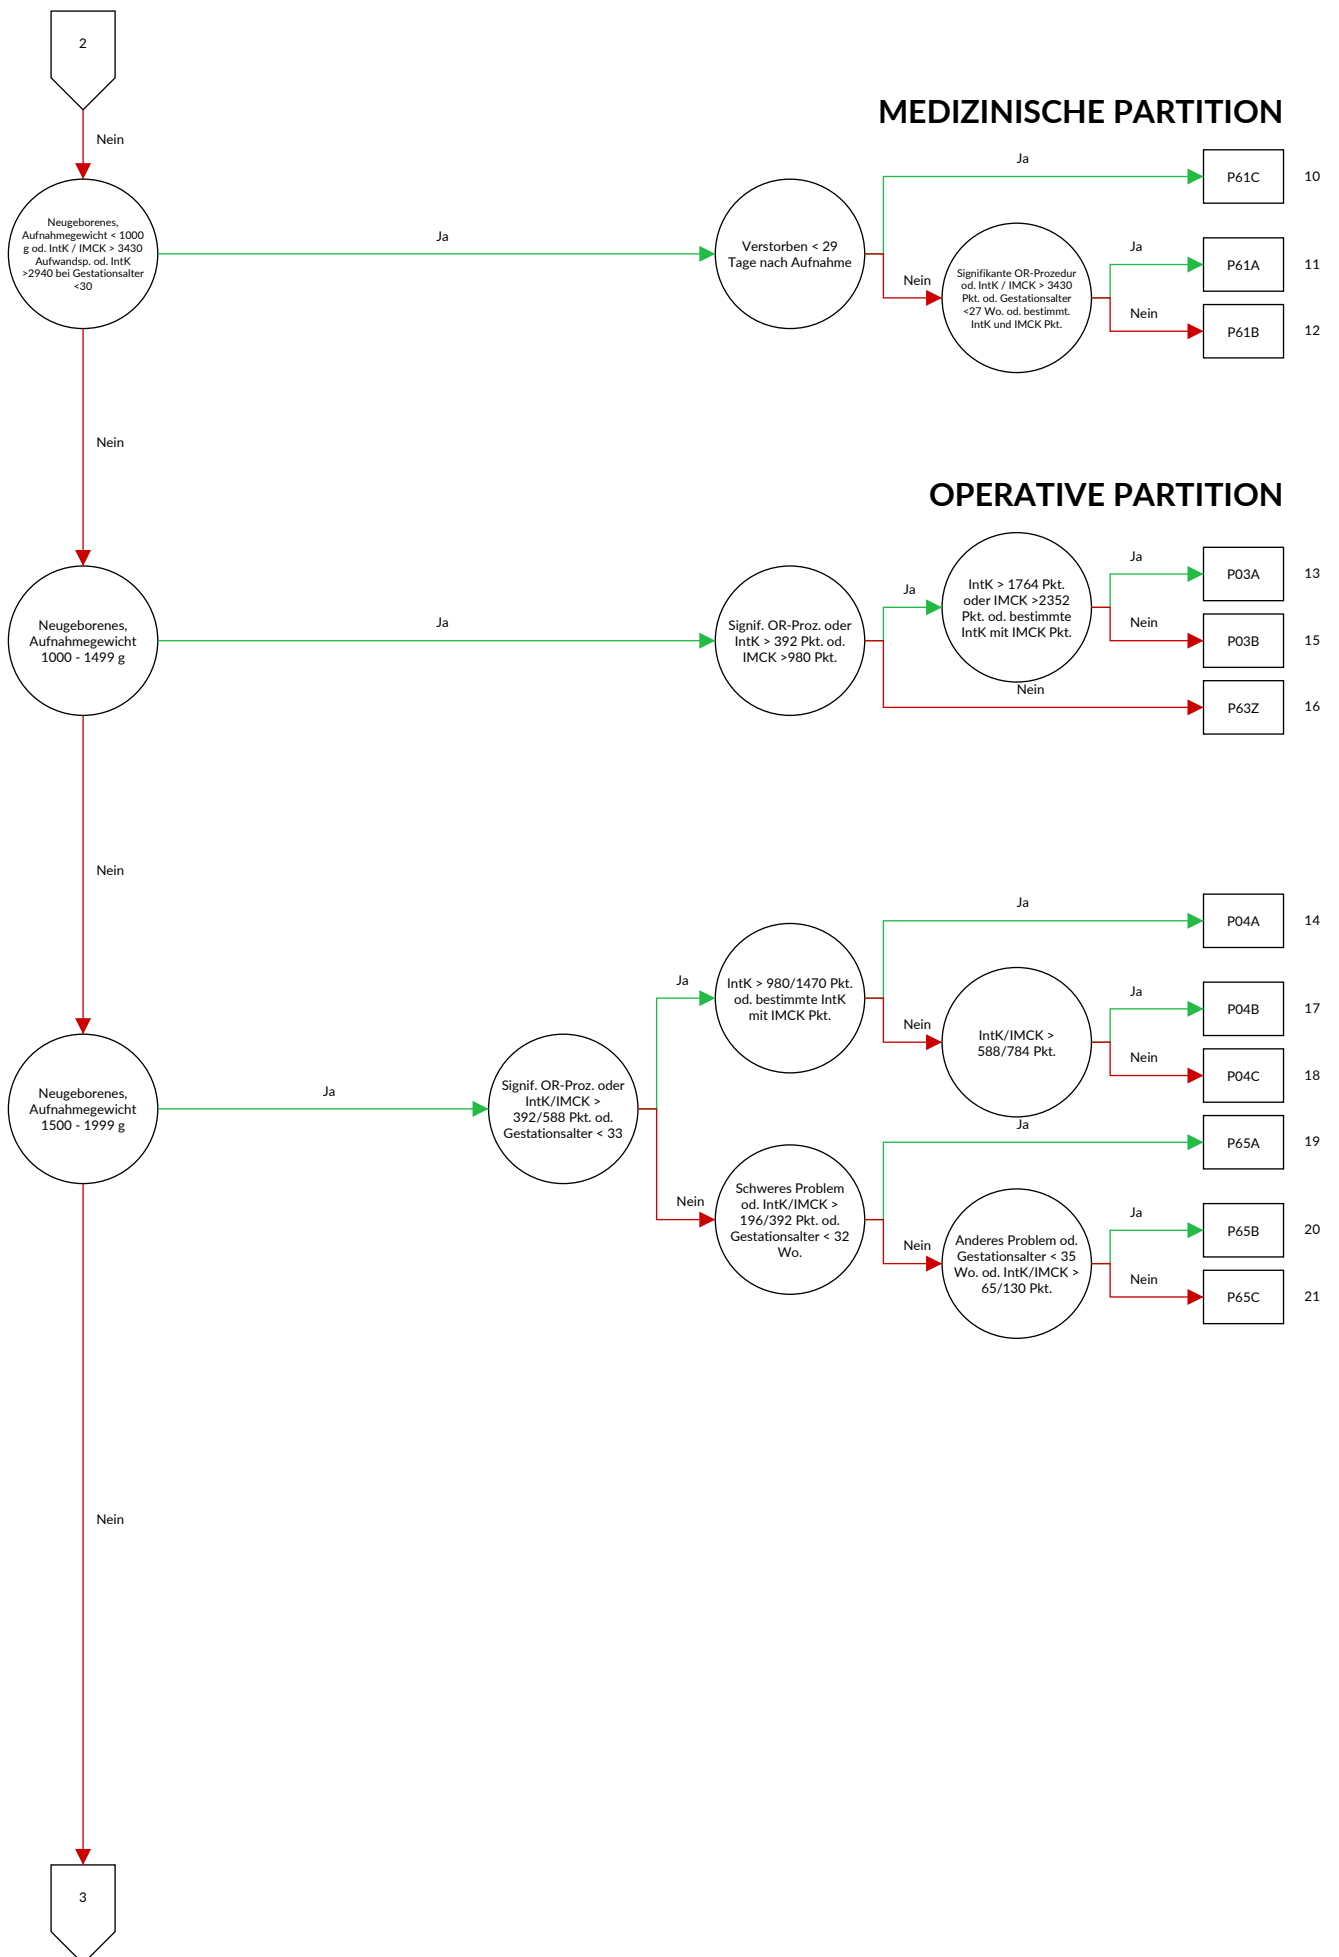 2
Nein
MEDIZINISCHE PARTITION
Neugeborenes,
Aufnahmegewicht < 1000
g od. IntK / IMCK > 3430
Aufwandsp. od. IntK
>2940 bei Gestationsalter
<30
Ja
Verstorben < 29
Tage nach Aufnahme
Ja
P61C
10
Nein
Signifikante OR-Prozedur
od. IntK / IMCK > 3430
Pkt. od. Gestationsalter
<27 Wo. od. bestimmt.
IntK und IMCK Pkt.
Ja
P61A
11
Nein
P61B
12
Nein
OPERATIVE PARTITION
Neugeborenes,
Aufnahmegewicht
1000 - 1499 g
Ja
Signif. OR-Proz. oder
IntK > 392 Pkt. od.
IMCK >980 Pkt.
Ja
IntK > 1764 Pkt.
oder IMCK >2352
Pkt. od. bestimmte
IntK mit IMCK Pkt.
Ja
P03A
13
Nein
P03B
15
Nein
P63Z
16
Nein
Neugeborenes,
Aufnahmegewicht
1500 - 1999 g
Ja
Signif. OR-Proz. oder
IntK/IMCK >
392/588 Pkt. od.
Gestationsalter < 33
Ja
IntK > 980/1470 Pkt.
od. bestimmte IntK
mit IMCK Pkt.
Ja
P04A
14
Nein
IntK/IMCK >
588/784 Pkt.
Ja
P04B
17
Nein
P04C
18
Nein
Schweres Problem
od. IntK/IMCK >
196/392 Pkt. od.
Gestationsalter < 32
Wo.
Ja
P65A
19
Nein
Anderes Problem od.
Gestationsalter < 35
Wo. od. IntK/IMCK >
65/130 Pkt.
Ja
P65B
20
Nein
P65C
21
Nein
3